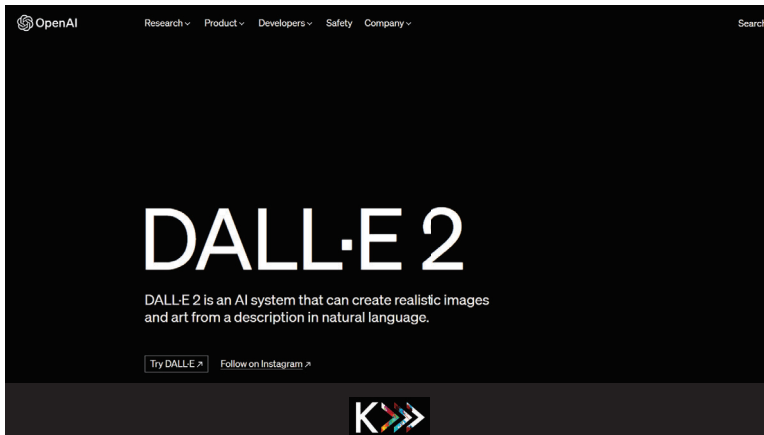 OpenAI
Research Product Developers Safety Company
Search
DALL·E 2
DALL·E 2 is an AI system that can create realistic images
and art from a description in natural language.
Try DALL·E ↗ Follow on Instagram ↗
K